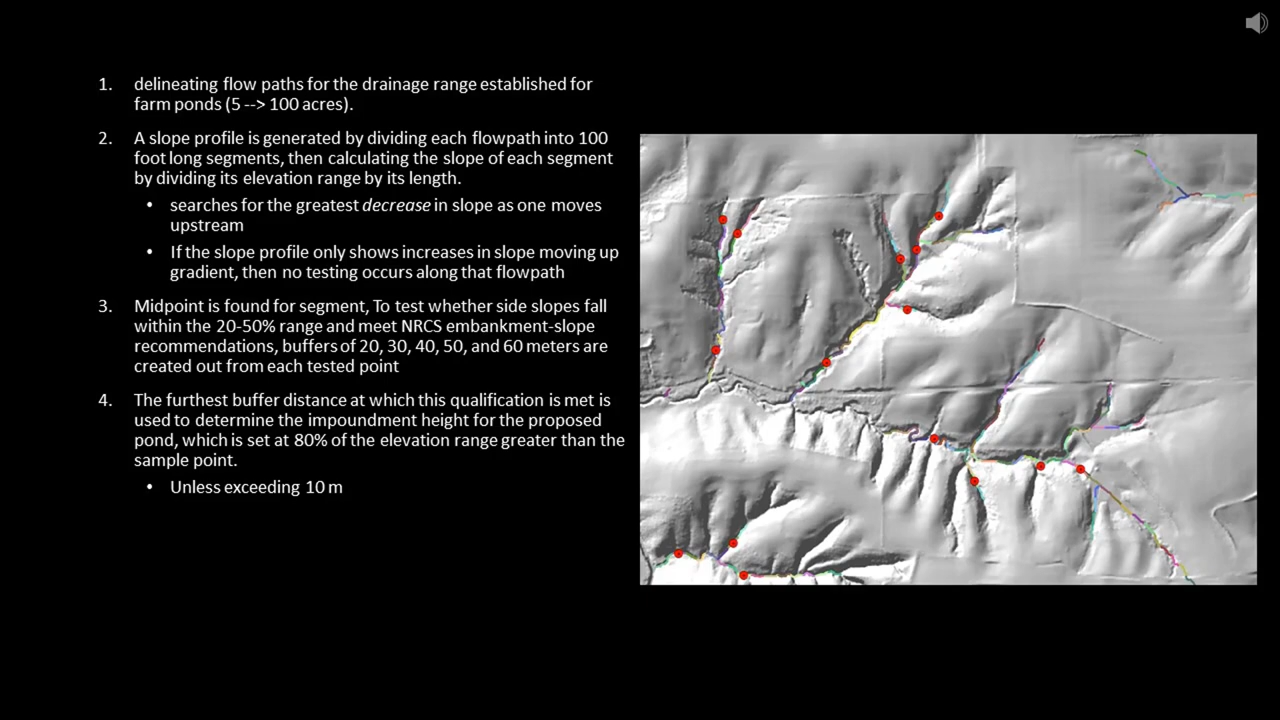 1. delineating flow paths for the drainage range established for
farm ponds (5 --> 100 acres).
2. A slope profile is generated by dividing each flowpath into 100
foot long segments, then calculating the slope of each segment
by dividing its elevation range by its length.
• searches for the greatest decrease in slope as one moves
upstream
• If the slope profile only shows increases in slope moving up
gradient, then no testing occurs along that flowpath
3. Midpoint is found for segment, To test whether side slopes fall
within the 20-50% range and meet NRCS embankment-slope
recommendations, buffers of 20, 30, 40, 50, and 60 meters are
created out from each tested point
4. The furthest buffer distance at which this qualification is met is
used to determine the impoundment height for the proposed
pond, which is set at 80% of the elevation range greater than the
sample point.
• Unless exceeding 10 m